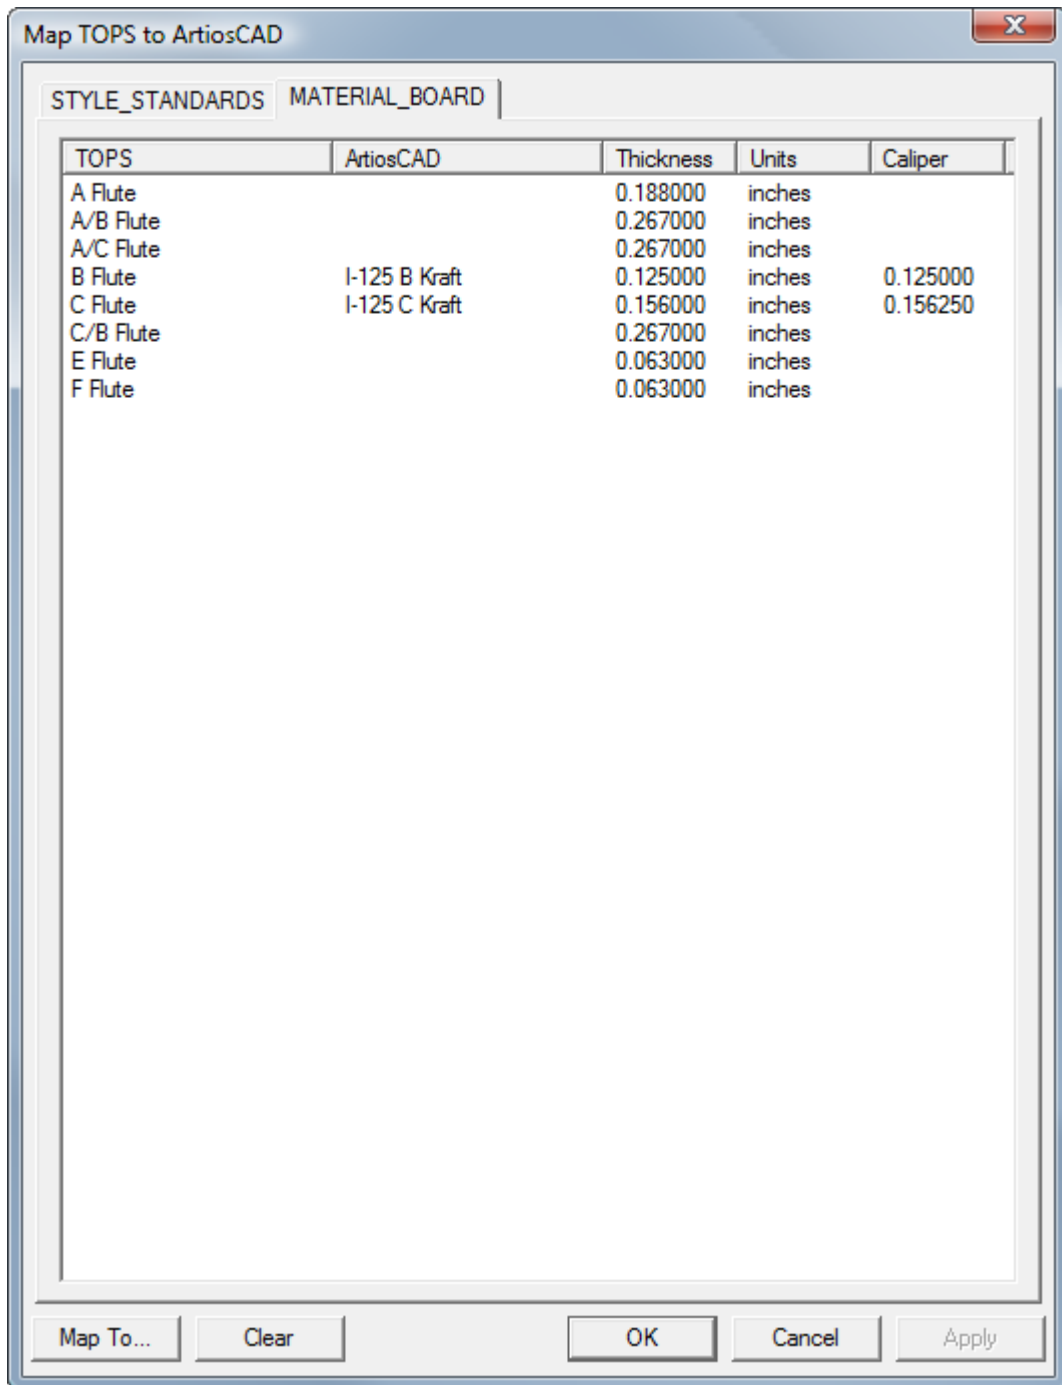 Map TOPS to ArtiosCAD
STYLE_STANDARDS MATERIAL_BOARD
TOPS ArtiosCAD Thickness Units Caliper
A Flute 0.188000 inches
A/B Flute 0.267000 inches
A/C Flute 0.267000 inches
B Flute I-125 B Kraft 0.125000 inches 0.125000
C Flute I-125 C Kraft 0.156000 inches 0.156250
C/B Flute 0.267000 inches
E Flute 0.063000 inches
F Flute 0.063000 inches
Map To... Clear OK Cancel Apply